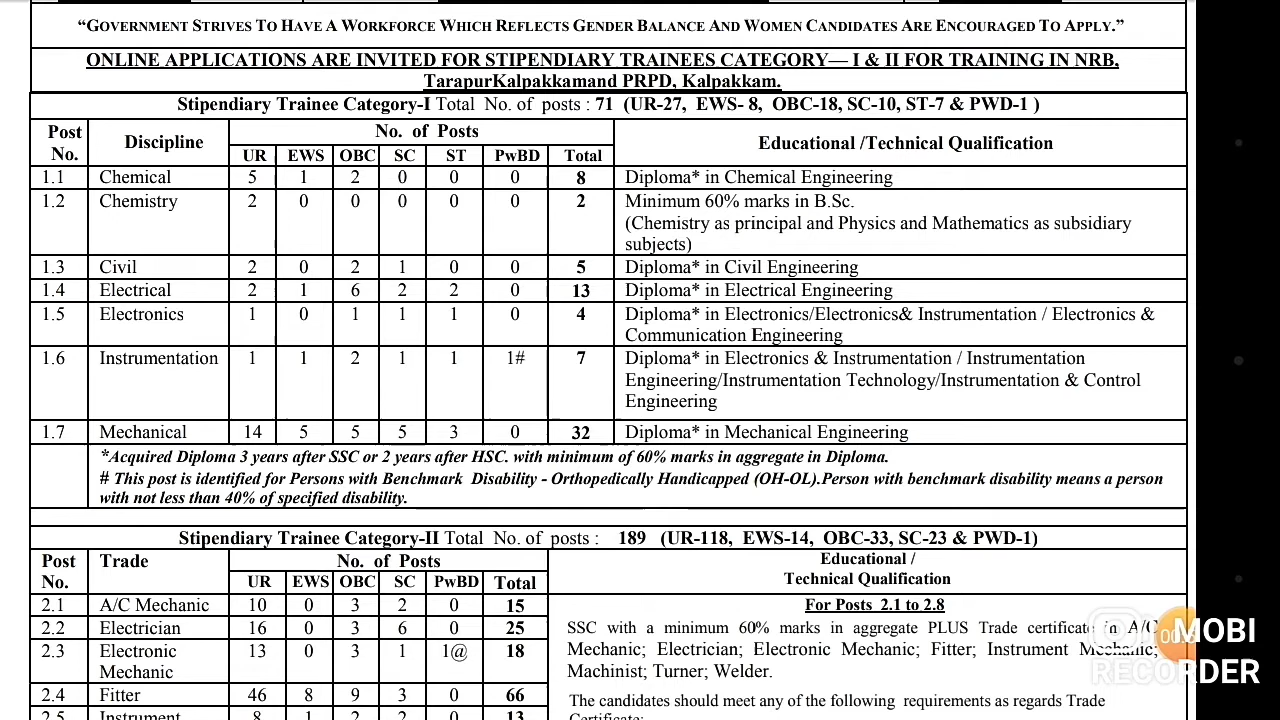 “GOVERNMENT STRIVES TO HAVE A WORKFORCE WHICH REFLECTS GENDER BALANCE AND WOMEN CANDIDATES ARE ENCOURAGED TO APPLY.”
ONLINE APPLICATIONS ARE INVITED FOR STIPENDIARY TRAINEES CATEGORY— I & II FOR TRAINING IN NRB,
TarapurKalpakkamand PRPD, Kalpakkam.
Stipendiary Trainee Category-I Total No. of posts : 71 (UR-27, EWS- 8, OBC-18, SC-10, ST-7 & PWD-1 )
Post No. Discipline No. of Posts Educational /Technical Qualification
UR EWS OBC SC ST PwBD Total
1.1 Chemical 5 1 2 0 0 0 8 Diploma* in Chemical Engineering
1.2 Chemistry 2 0 0 0 0 0 2 Minimum 60% marks in B.Sc.
(Chemistry as principal and Physics and Mathematics as subsidiary
subjects)
1.3 Civil 2 0 2 1 0 0 5 Diploma* in Civil Engineering
1.4 Electrical 2 1 6 2 2 0 13 Diploma* in Electrical Engineering
1.5 Electronics 1 0 1 1 1 0 4 Diploma* in Electronics/Electronics& Instrumentation / Electronics &
Communication Engineering
1.6 Instrumentation 1 1 2 1 1 1# 7 Diploma* in Electronics & Instrumentation / Instrumentation
Engineering/Instrumentation Technology/Instrumentation & Control
Engineering
1.7 Mechanical 14 5 5 5 3 0 32 Diploma* in Mechanical Engineering
*Acquired Diploma 3 years after SSC or 2 years after HSC. with minimum of 60% marks in aggregate in Diploma.
# This post is identified for Persons with Benchmark Disability - Orthopedically Handicapped (OH-OL).Person with benchmark disability means a person
with not less than 40% of specified disability.
Stipendiary Trainee Category-II Total No. of posts : 189 (UR-118, EWS-14, OBC-33, SC-23 & PWD-1)
Post No. Trade No. of Posts Educational /
Technical Qualification
UR EWS OBC SC PwBD Total
2.1 A/C Mechanic 10 0 3 2 0 15 For Posts 2.1 to 2.8
2.2 Electrician 16 0 3 6 0 25 SSC with a minimum 60% marks in aggregate PLUS Trade certificate in A/C
2.3 Electronic 13 0 3 1 1@ 18 Mechanic; Electrician; Electronic Mechanic; Fitter; Instrument Mechanic;
Mechanic Machinist; Turner; Welder.
2.4 Fitter 46 8 9 3 0 66 The candidates should meet any of the following requirements as regards Trade
2.5 Instrument 8 1 2 2 0 13 Certificate:
MOBI
RECORDER